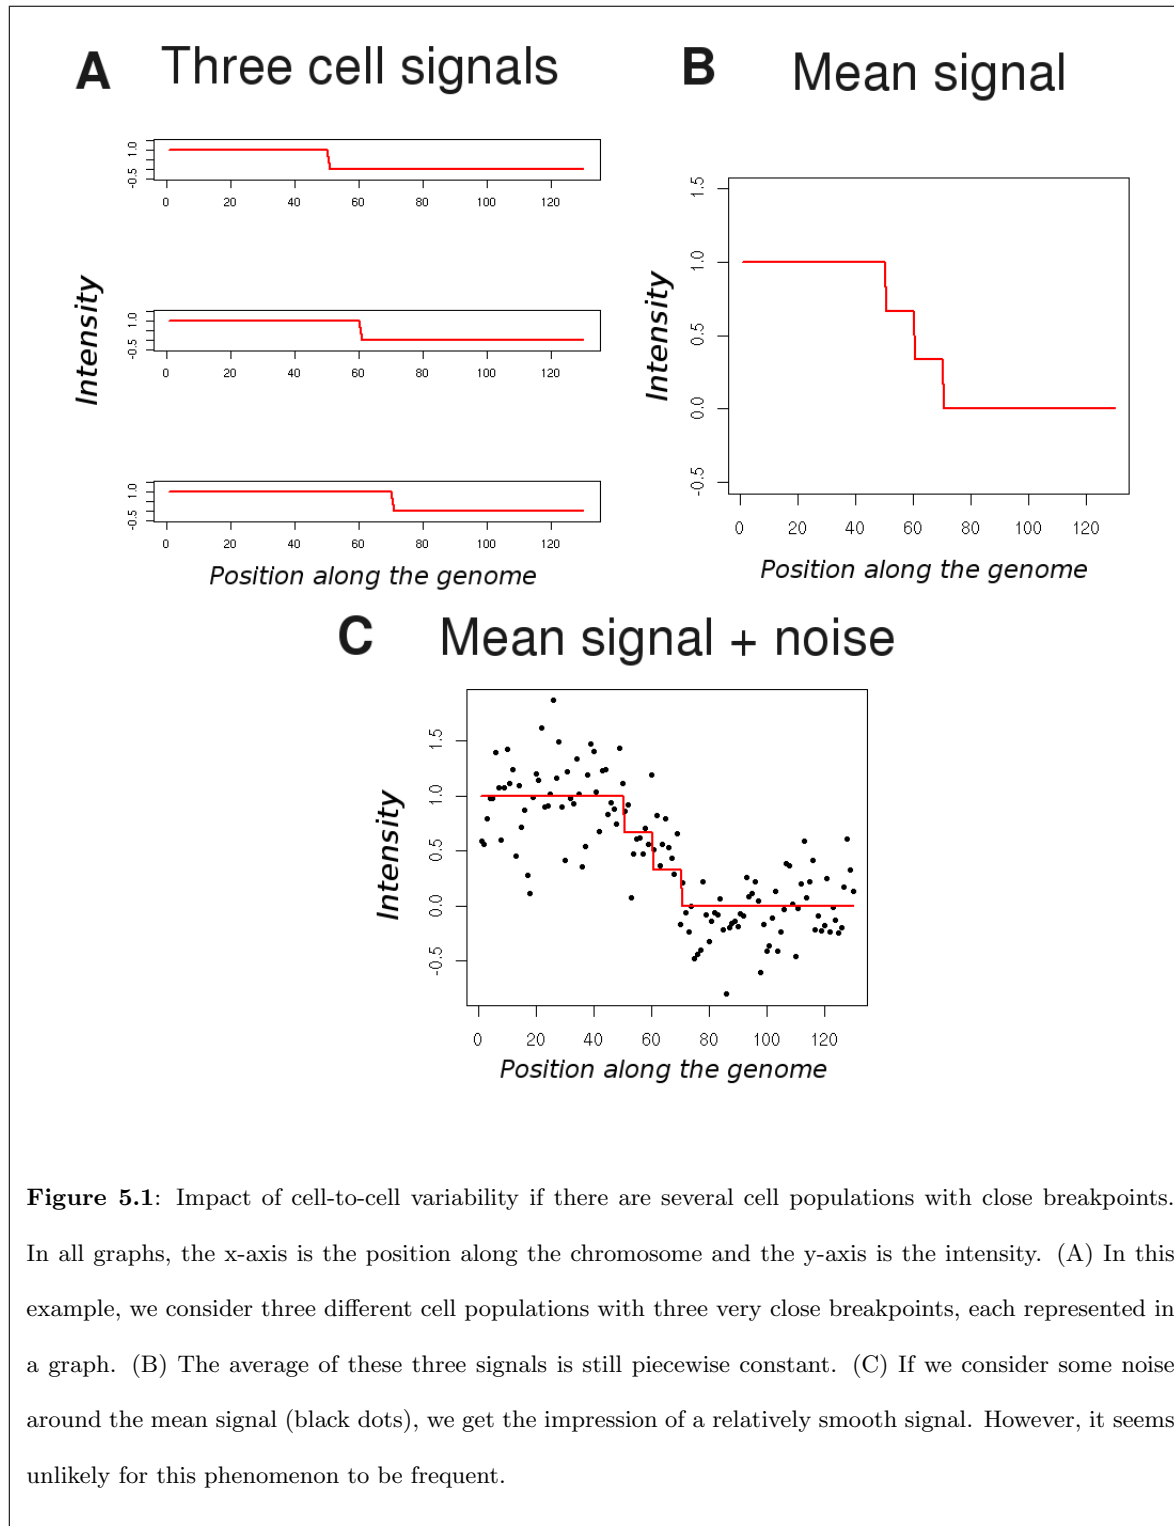 A Three cell signals
1.0
-0.5
0 20 40 60 80 100 120
1.0
-0.5
0 20 40 60 80 100 120
1.0
-0.5
0 20 40 60 80 100 120
Intensity
Position along the genome
B Mean signal
1.5
1.0
0.5
0.0
-0.5
0 20 40 60 80 100 120
Intensity
Position along the genome
C Mean signal + noise
1.5
1.0
0.5
0.0
-0.5
0 20 40 60 80 100 120
Intensity
Position along the genome
Figure 5.1: Impact of cell-to-cell variability if there are several cell populations with close breakpoints.
In all graphs, the x-axis is the position along the chromosome and the y-axis is the intensity. (A) In this
example, we consider three different cell populations with three very close breakpoints, each represented in
a graph. (B) The average of these three signals is still piecewise constant. (C) If we consider some noise
around the mean signal (black dots), we get the impression of a relatively smooth signal. However, it seems
unlikely for this phenomenon to be frequent.